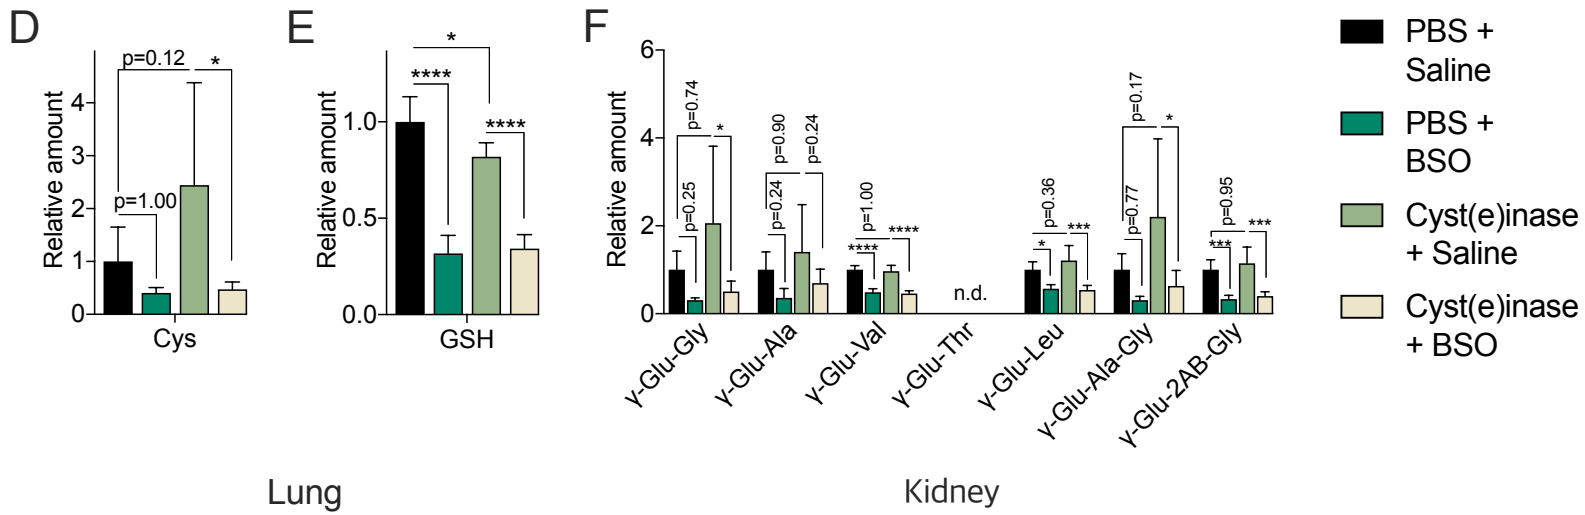 D
Relative amount
4
3
2
1
0
p=0.12
*
p=1.00
Cys
E
Relative amount
1.0
0.5
0.0
*
****
****
GSH
F
Relative amount
6
4
2
0
p=0.74
*
p=0.25
p=0.90
p=0.24
p=0.24
p=1.00
****
****
n.d.
p=0.36
*
***
p=0.17
*
p=0.77
p=0.95
***
***
γ-Glu-Gly
γ-Glu-Ala
γ-Glu-Val
γ-Glu-Thr
γ-Glu-Leu
γ-Glu-Ala-Gly
γ-Glu-2AB-Gly
PBS +
Saline
PBS +
BSO
Cyst(e)inase
+ Saline
Cyst(e)inase
+ BSO
Lung
Kidney